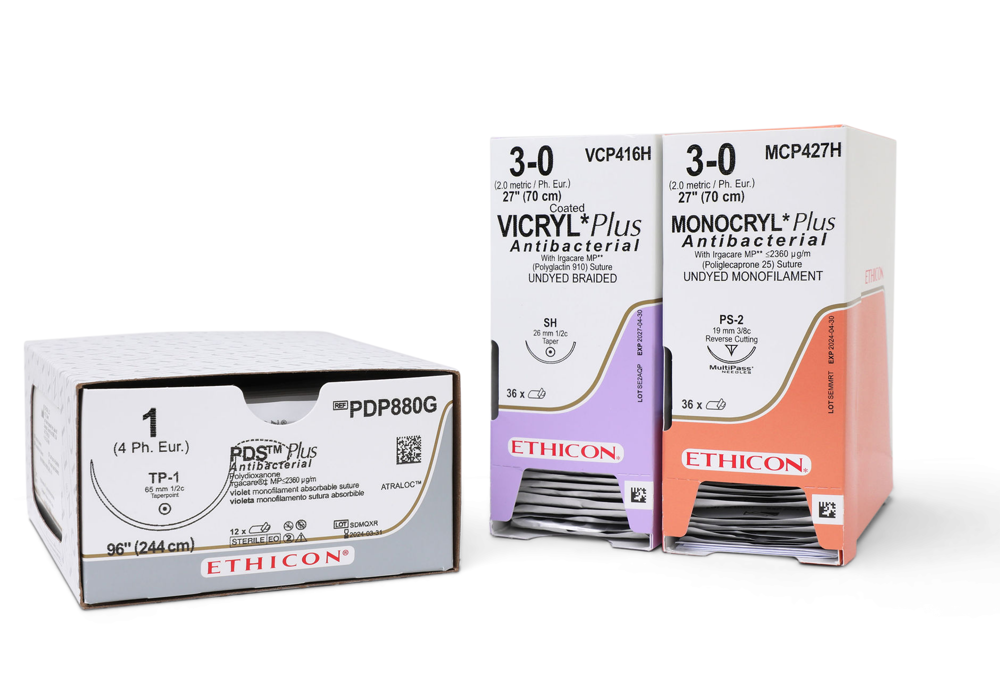 1
(4 Ph. Eur.)
TP-1
65 mm 1/2c
Taperpoint
96" (244 cm)
REF PDP880G
PDS™ Plus
Antibacterial
Polydioxanone
Irgacare®‡ MP≤2360 µg/m
violet monofilament absorbable suture
violeta monofilamento sutura absorbible
ATRALOC™
12 x
STERILE EO
LOT SDMQXR
2024-03-31
ETHICON®
3-0
VCP416H
(2.0 metric / Ph. Eur.)
27" (70 cm)
Coated
VICRYL* Plus
Antibacterial
With Irgacare MP**
(Polyglactin 910) Suture
UNDYED BRAIDED
SH
26 mm 1/2c
Taper
36 x
LOT SE2AQP EXP 2027-04-30
ETHICON*
3-0
MCP427H
(2.0 metric / Ph. Eur.)
27" (70 cm)
MONOCRYL* Plus
Antibacterial
With Irgacare MP** ≤2360 µg/m
(Poliglecaprone 25) Suture
UNDYED MONOFILAMENT
PS-2
19 mm 3/8c
Reverse Cutting
MultiPass*
NEEDLES
36 x
LOT SEMMRT EXP 2024-04-30
ETHICON*
ETHICON